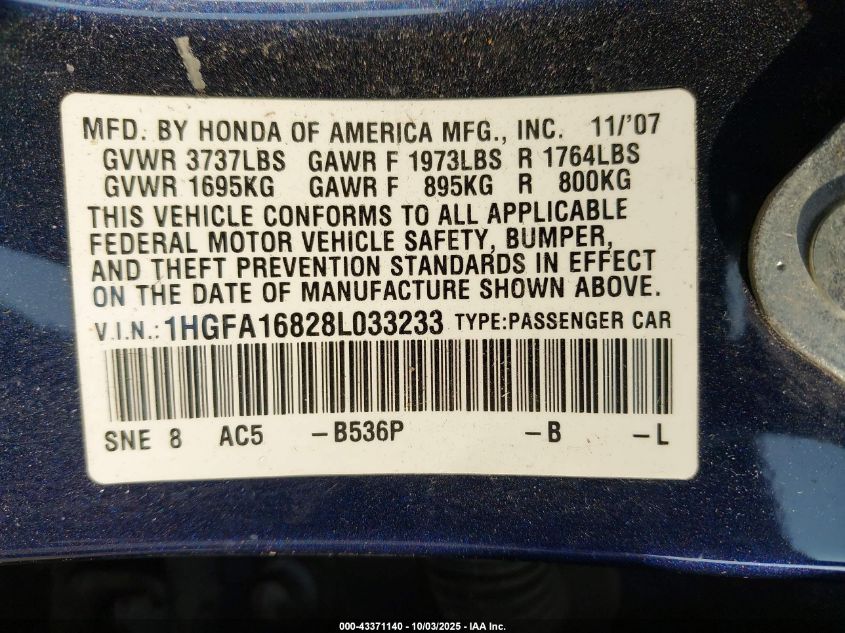 MFD. BY HONDA OF AMERICA MFG., INC. 11/'07
GVWR 3737LBS GAWR F 1973LBS R 1764LBS
GVWR 1695KG GAWR F 895KG R 800KG
THIS VEHICLE CONFORMS TO ALL APPLICABLE
FEDERAL MOTOR VEHICLE SAFETY, BUMPER,
AND THEFT PREVENTION STANDARDS IN EFFECT
ON THE DATE OF MANUFACTURE SHOWN ABOVE.
V.I.N.: 1HGFA16828L033233 TYPE:PASSENGER CAR
SNE 8 AC5 -B536P -B -L
000-43371140 - 10/03/2025 - IAA Inc.